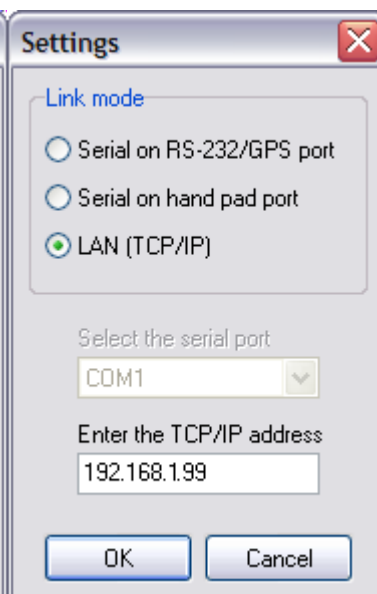 Settings
Link mode
Serial on RS-232/GPS port
Serial on hand pad port
LAN (TCP/IP)
Select the serial port
COM1
Enter the TCP/IP address
192.168.1.99
OK
Cancel